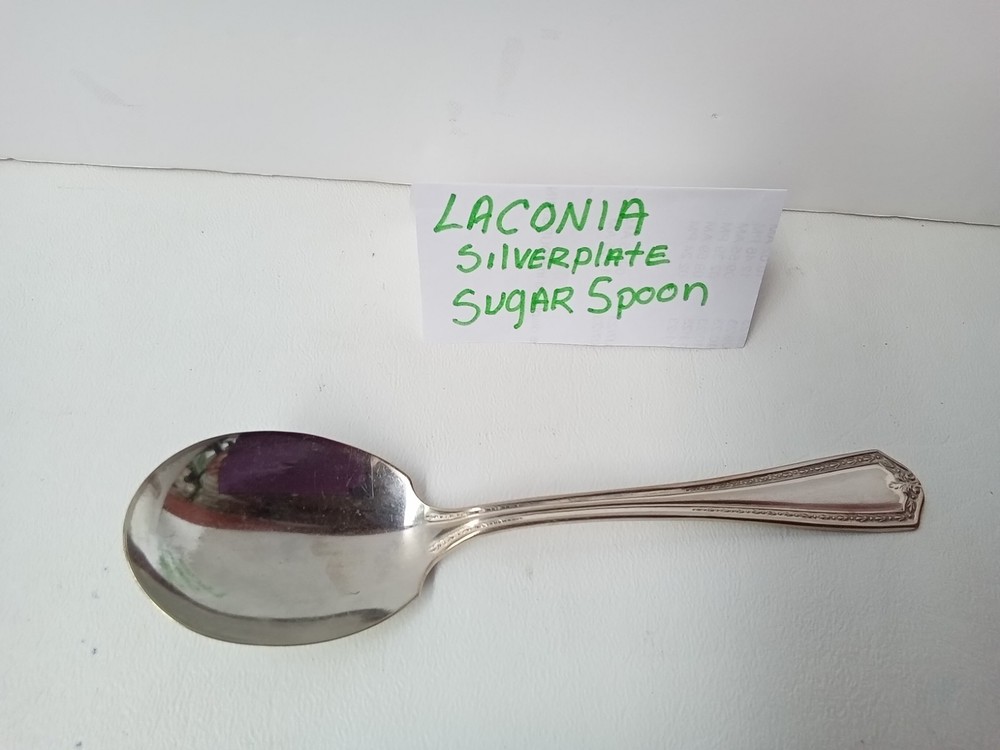 LACONIA
SilVERplAtE
SUgAR Spoon